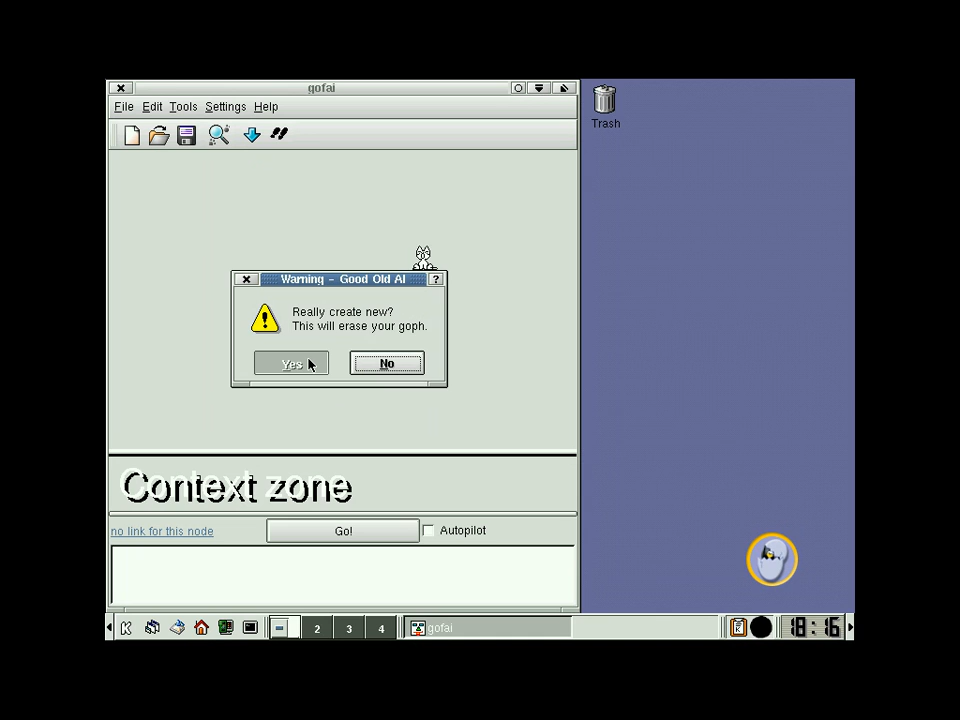 gofai
File Edit Tools Settings Help
Trash
Warning - Good Old AI
?
Really create new?
This will erase your goph.
Yes
No
Context zone
no link for this node
Go!
Autopilot
K
2
3
4
gofai
18:16